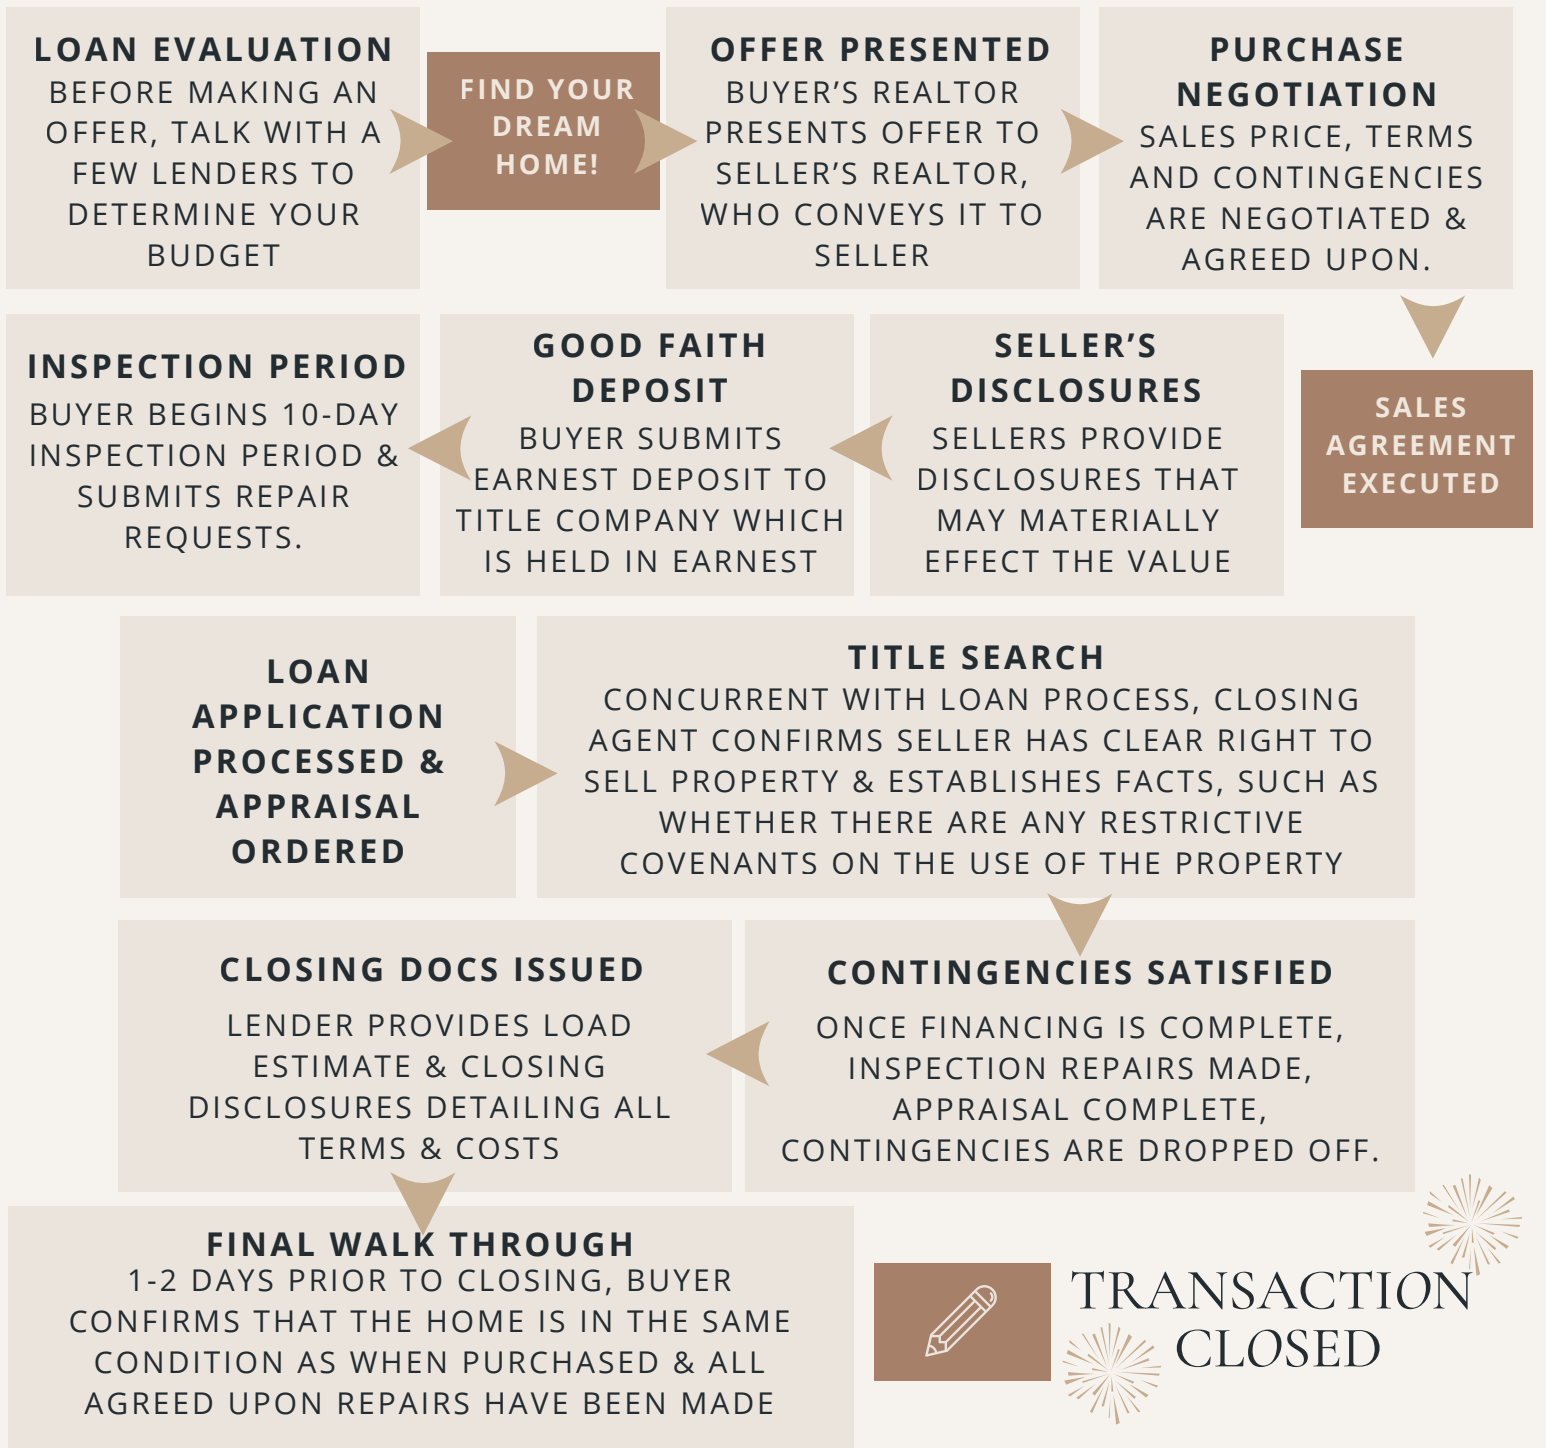 LOAN EVALUATION
BEFORE MAKING AN
OFFER, TALK WITH A
FEW LENDERS TO
DETERMINE YOUR
BUDGET
FIND YOUR
DREAM
HOME!
OFFER PRESENTED
BUYER’S REALTOR
PRESENTS OFFER TO
SELLER’S REALTOR,
WHO CONVEYS IT TO
SELLER
PURCHASE
NEGOTIATION
SALES PRICE, TERMS
AND CONTINGENCIES
ARE NEGOTIATED &
AGREED UPON.
SALES
AGREEMENT
EXECUTED
SELLER’S
DISCLOSURES
SELLERS PROVIDE
DISCLOSURES THAT
MAY MATERIALLY
EFFECT THE VALUE
GOOD FAITH
DEPOSIT
BUYER SUBMITS
EARNEST DEPOSIT TO
TITLE COMPANY WHICH
IS HELD IN EARNEST
INSPECTION PERIOD
BUYER BEGINS 10-DAY
INSPECTION PERIOD &
SUBMITS REPAIR
REQUESTS.
LOAN
APPLICATION
PROCESSED &
APPRAISAL
ORDERED
TITLE SEARCH
CONCURRENT WITH LOAN PROCESS, CLOSING
AGENT CONFIRMS SELLER HAS CLEAR RIGHT TO
SELL PROPERTY & ESTABLISHES FACTS, SUCH AS
WHETHER THERE ARE ANY RESTRICTIVE
COVENANTS ON THE USE OF THE PROPERTY
CONTINGENCIES SATISFIED
ONCE FINANCING IS COMPLETE,
INSPECTION REPAIRS MADE,
APPRAISAL COMPLETE,
CONTINGENCIES ARE DROPPED OFF.
CLOSING DOCS ISSUED
LENDER PROVIDES LOAD
ESTIMATE & CLOSING
DISCLOSURES DETAILING ALL
TERMS & COSTS
FINAL WALK THROUGH
1-2 DAYS PRIOR TO CLOSING, BUYER
CONFIRMS THAT THE HOME IS IN THE SAME
CONDITION AS WHEN PURCHASED & ALL
AGREED UPON REPAIRS HAVE BEEN MADE
TRANSACTION
CLOSED